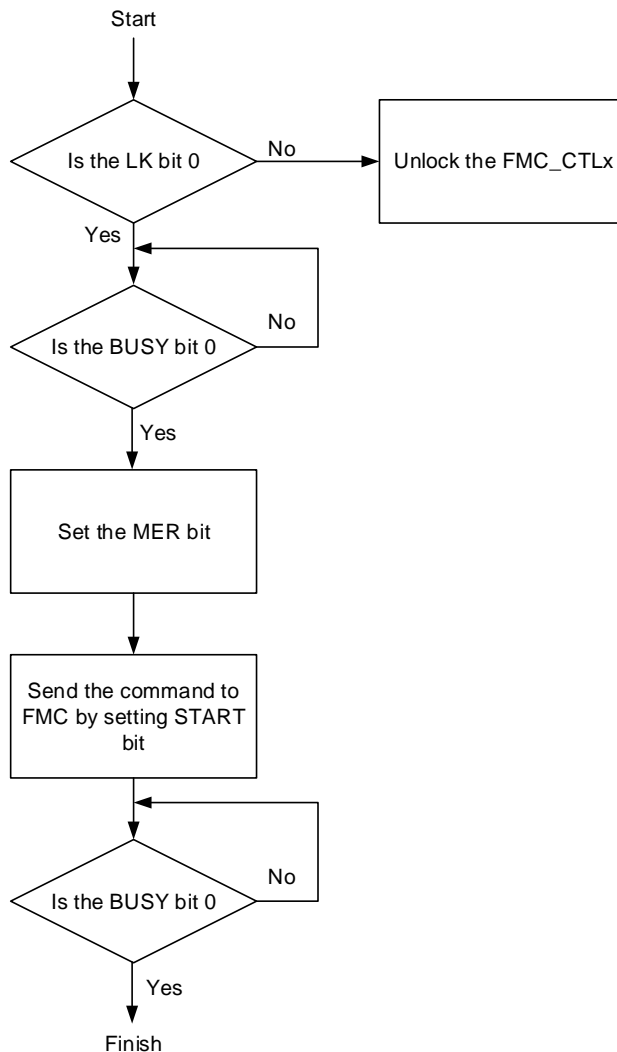 Start
Is the LK bit 0
No
Unlock the FMC_CTLx
Yes
Is the BUSY bit 0
No
Yes
Set the MER bit
Send the command to
FMC by setting START
bit
Is the BUSY bit 0
No
Yes
Finish